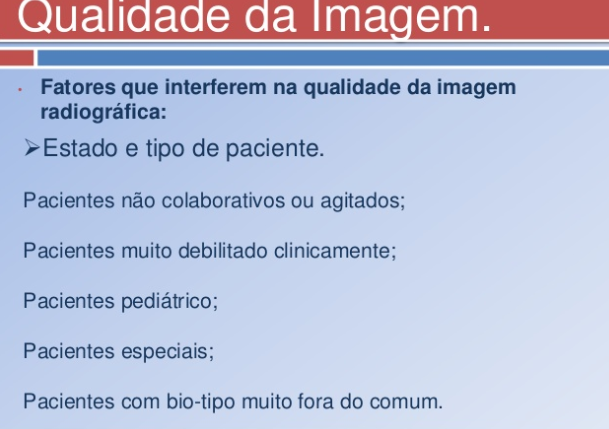 Qualidade da Imagem.
Fatores que interferem na qualidade da imagem
radiográfica:
Estado e tipo de paciente.
Pacientes não colaborativos ou agitados;
Pacientes muito debilitado clinicamente;
Pacientes pediátrico;
Pacientes especiais;
Pacientes com bio-tipo muito fora do comum.